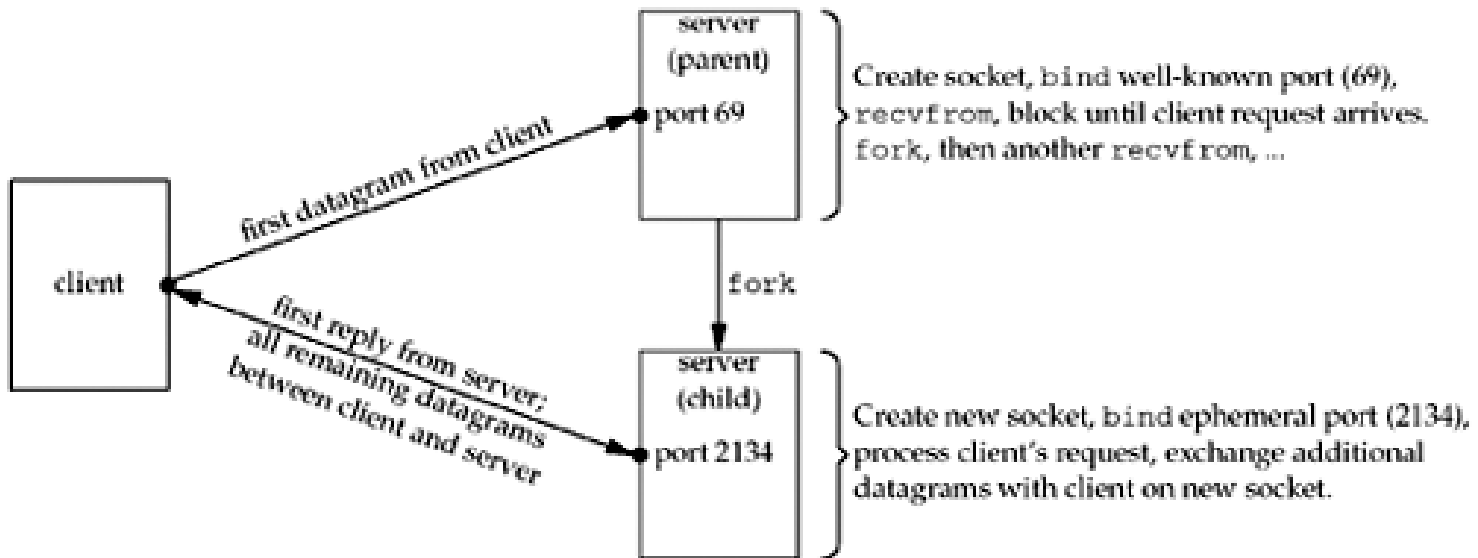 server
(parent)
port 69
Create socket, bind well-known port (69),
recvfrom, block until client request arrives.
fork, then another recvfrom, ...
first datagram from client
client
fork
first reply from server;
all remaining datagrams
between client and server
server
(child)
port 2134
Create new socket, bind ephemeral port (2134),
process client's request, exchange additional
datagrams with client on new socket.